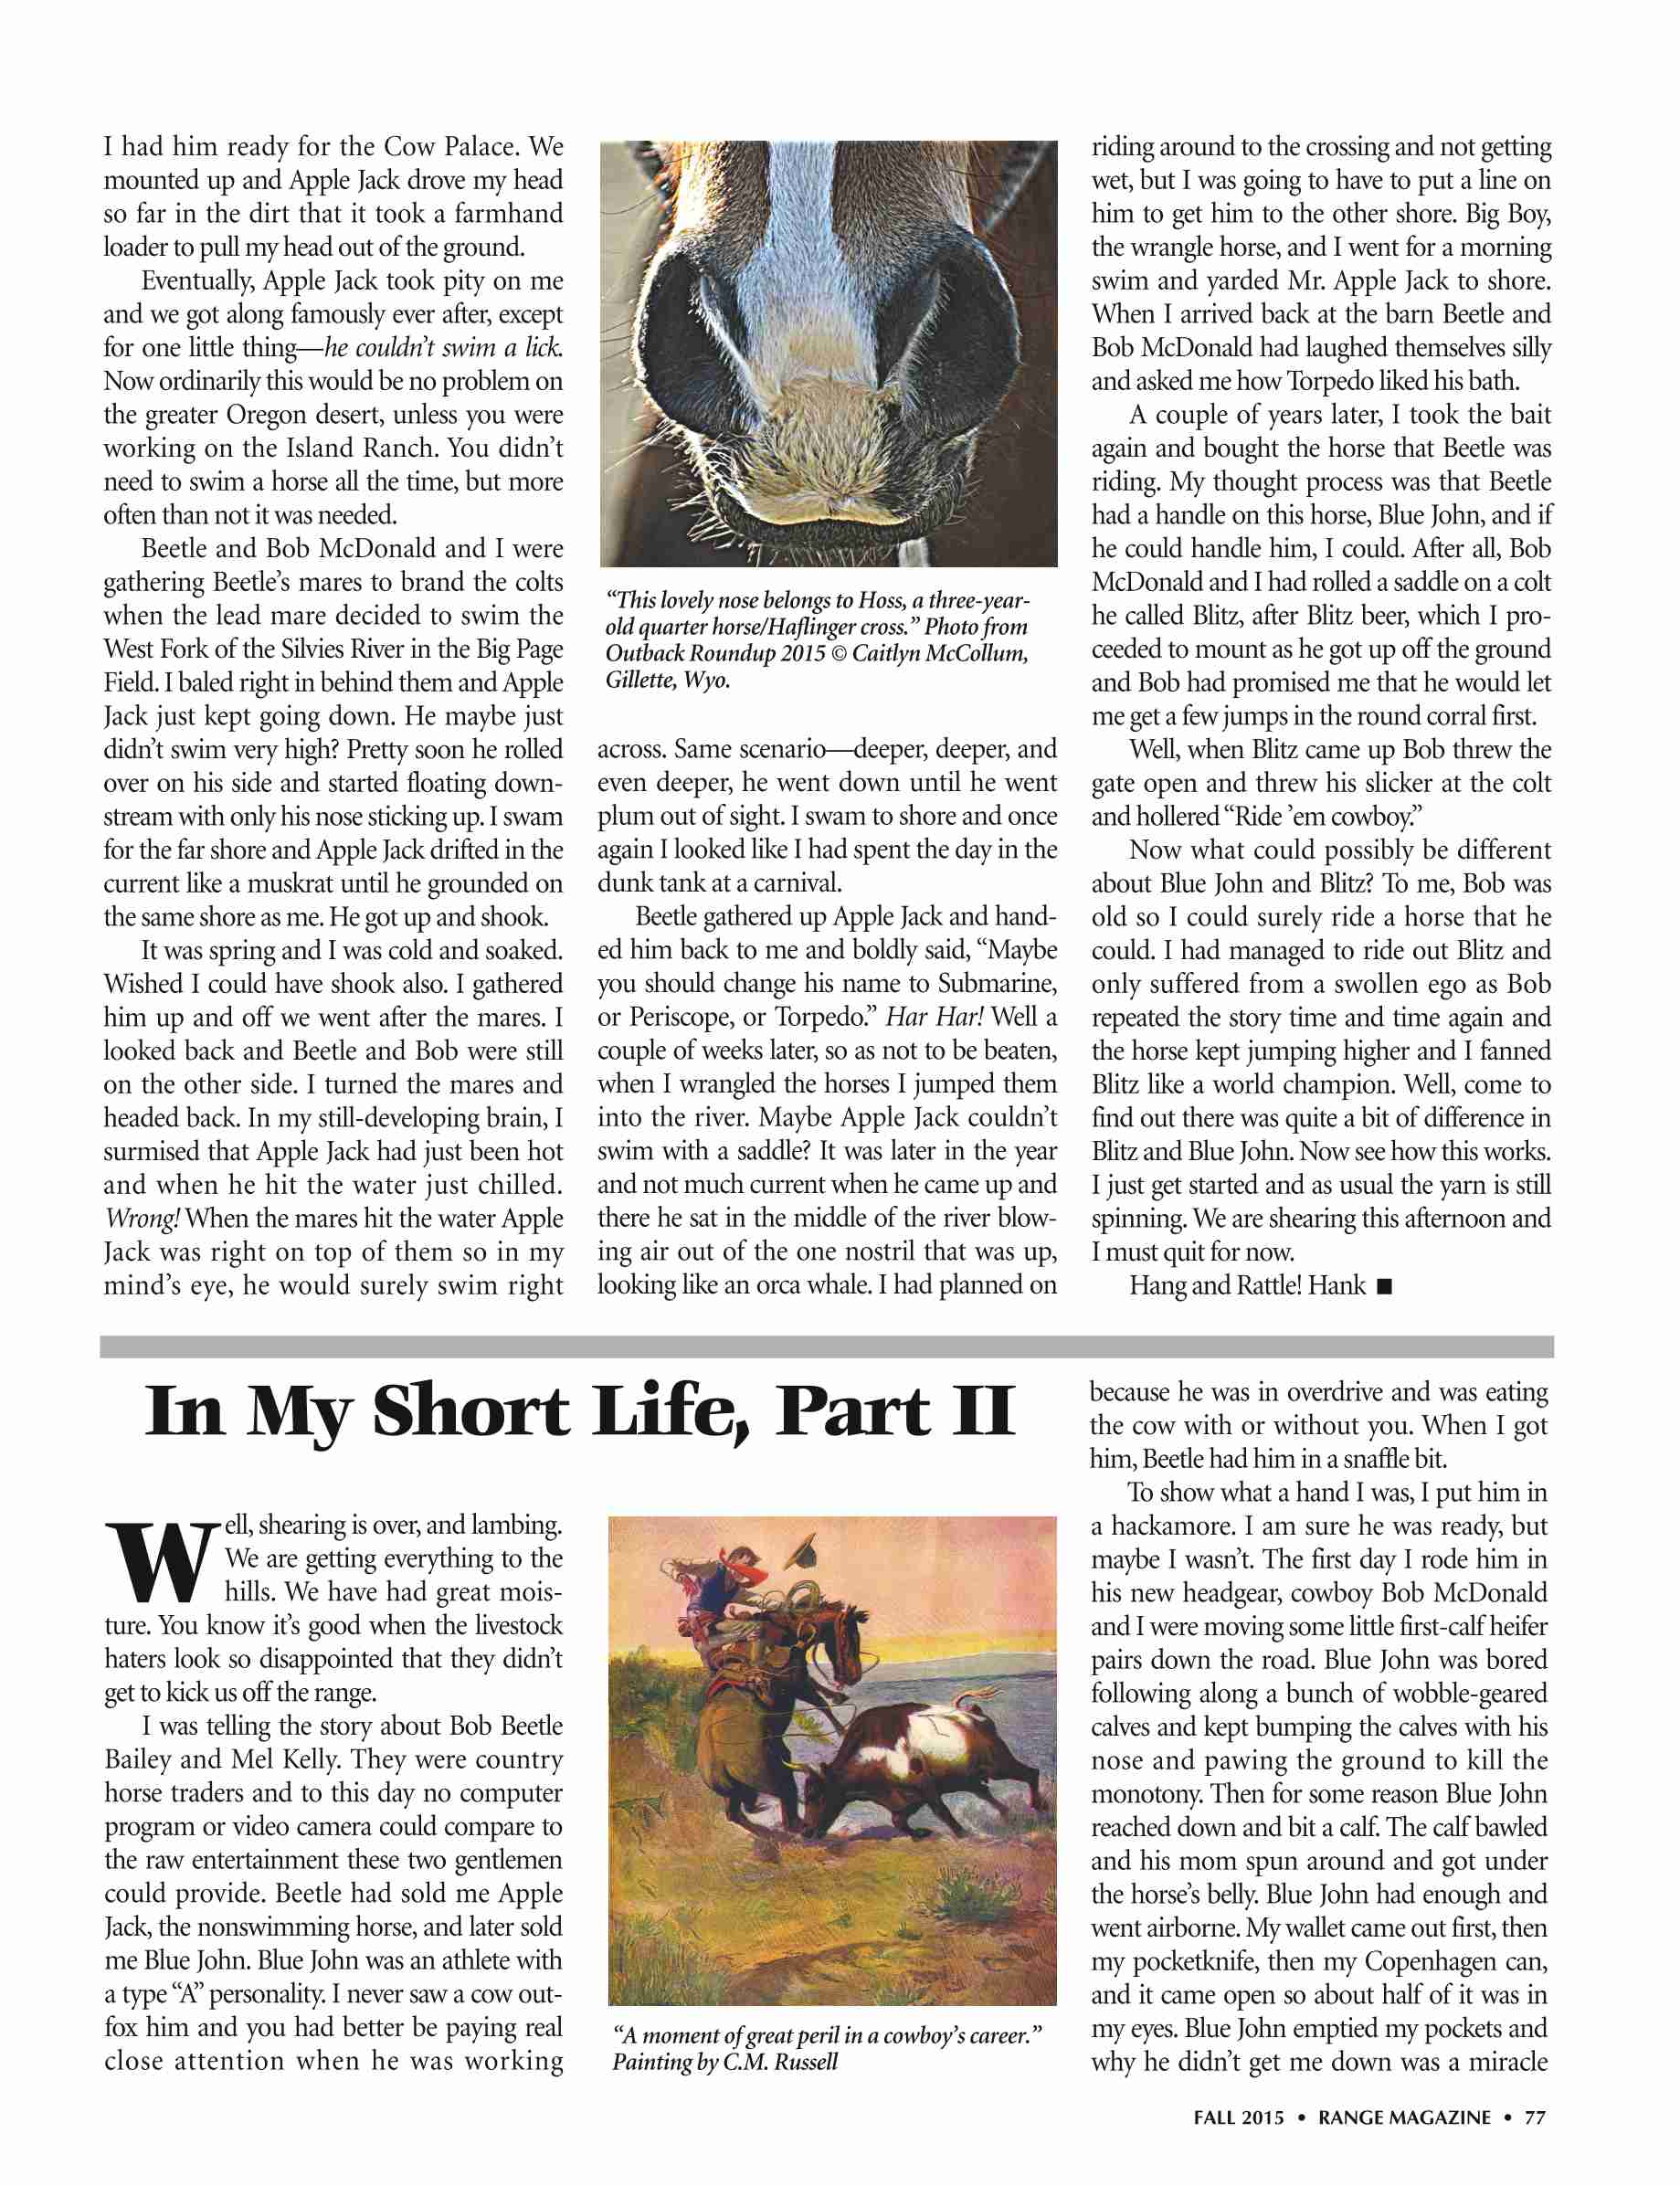 I had him ready for the Cow Palace. We
mounted up and Apple Jack drove my head
so far in the dirt that it took a farmhand
loader to pull my head out of the ground.
Eventually, Apple Jack took pity on me
and we got along famously ever after, except
for one little thing—he couldn’t swim a lick.
Now ordinarily this would be no problem on
the greater Oregon desert, unless you were
working on the Island Ranch. You didn’t
need to swim a horse all the time, but more
often than not it was needed.
Beetle and Bob McDonald and I were
gathering Beetle’s mares to brand the colts
when the lead mare decided to swim the
West Fork of the Silvies River in the Big Page
Field. I baled right in behind them and Apple
Jack just kept going down. He maybe just
didn’t swim very high? Pretty soon he rolled
over on his side and started floating down-
stream with only his nose sticking up. I swam
for the far shore and Apple Jack drifted in the
current like a muskrat until he grounded on
the same shore as me. He got up and shook.
It was spring and I was cold and soaked.
Wished I could have shook also. I gathered
him up and off we went after the mares. I
looked back and Beetle and Bob were still
on the other side. I turned the mares and
headed back. In my still-developing brain, I
surmised that Apple Jack had just been hot
and when he hit the water just chilled.
Wrong! When the mares hit the water Apple
Jack was right on top of them so in my
mind’s eye, he would surely swim right
“This lovely nose belongs to Hoss, a three-year-
old quarter horse/Haflinger cross.” Photo from
Outback Roundup 2015 © Caitlyn McCollum,
Gillette, Wyo.
across. Same scenario—deeper, deeper, and
even deeper, he went down until he went
plum out of sight. I swam to shore and once
again I looked like I had spent the day in the
dunk tank at a carnival.
Beetle gathered up Apple Jack and hand-
ed him back to me and boldly said, “Maybe
you should change his name to Submarine,
or Periscope, or Torpedo.” Har Har! Well a
couple of weeks later, so as not to be beaten,
when I wrangled the horses I jumped them
into the river. Maybe Apple Jack couldn’t
swim with a saddle? It was later in the year
and not much current when he came up and
there he sat in the middle of the river blow-
ing air out of the one nostril that was up,
looking like an orca whale. I had planned on
riding around to the crossing and not getting
wet, but I was going to have to put a line on
him to get him to the other shore. Big Boy,
the wrangle horse, and I went for a morning
swim and yarded Mr. Apple Jack to shore.
When I arrived back at the barn Beetle and
Bob McDonald had laughed themselves silly
and asked me how Torpedo liked his bath.
A couple of years later, I took the bait
again and bought the horse that Beetle was
riding. My thought process was that Beetle
had a handle on this horse, Blue John, and if
he could handle him, I could. After all, Bob
McDonald and I had rolled a saddle on a colt
he called Blitz, after Blitz beer, which I pro-
ceeded to mount as he got up off the ground
and Bob had promised me that he would let
me get a few jumps in the round corral first.
Well, when Blitz came up Bob threw the
gate open and threw his slicker at the colt
and hollered “Ride ’em cowboy.”
Now what could possibly be different
about Blue John and Blitz? To me, Bob was
old so I could surely ride a horse that he
could. I had managed to ride out Blitz and
only suffered from a swollen ego as Bob
repeated the story time and time again and
the horse kept jumping higher and I fanned
Blitz like a world champion. Well, come to
find out there was quite a bit of difference in
Blitz and Blue John. Now see how this works.
I just get started and as usual the yarn is still
spinning. We are shearing this afternoon and
I must quit for now.
Hang and Rattle! Hank ■
In My Short Life, Part II
Well, shearing is over, and lambing.
We are getting everything to the
hills. We have had great mois-
ture. You know it’s good when the livestock
haters look so disappointed that they didn’t
get to kick us off the range.
I was telling the story about Bob Beetle
Bailey and Mel Kelly. They were country
horse traders and to this day no computer
program or video camera could compare to
the raw entertainment these two gentlemen
could provide. Beetle had sold me Apple
Jack, the nonswimming horse, and later sold
me Blue John. Blue John was an athlete with
a type “A” personality. I never saw a cow out-
fox him and you had better be paying real
close attention when he was working
“A moment of great peril in a cowboy’s career.”
Painting by C.M. Russell
because he was in overdrive and was eating
the cow with or without you. When I got
him, Beetle had him in a snaffle bit.
To show what a hand I was, I put him in
a hackamore. I am sure he was ready, but
maybe I wasn’t. The first day I rode him in
his new headgear, cowboy Bob McDonald
and I were moving some little first-calf heifer
pairs down the road. Blue John was bored
following along a bunch of wobble-geared
calves and kept bumping the calves with his
nose and pawing the ground to kill the
monotony. Then for some reason Blue John
reached down and bit a calf. The calf bawled
and his mom spun around and got under
the horse’s belly. Blue John had enough and
went airborne. My wallet came out first, then
my pocketknife, then my Copenhagen can,
and it came open so about half of it was in
my eyes. Blue John emptied my pockets and
why he didn’t get me down was a miracle
FALL 2015 • RANGE MAGAZINE • 77